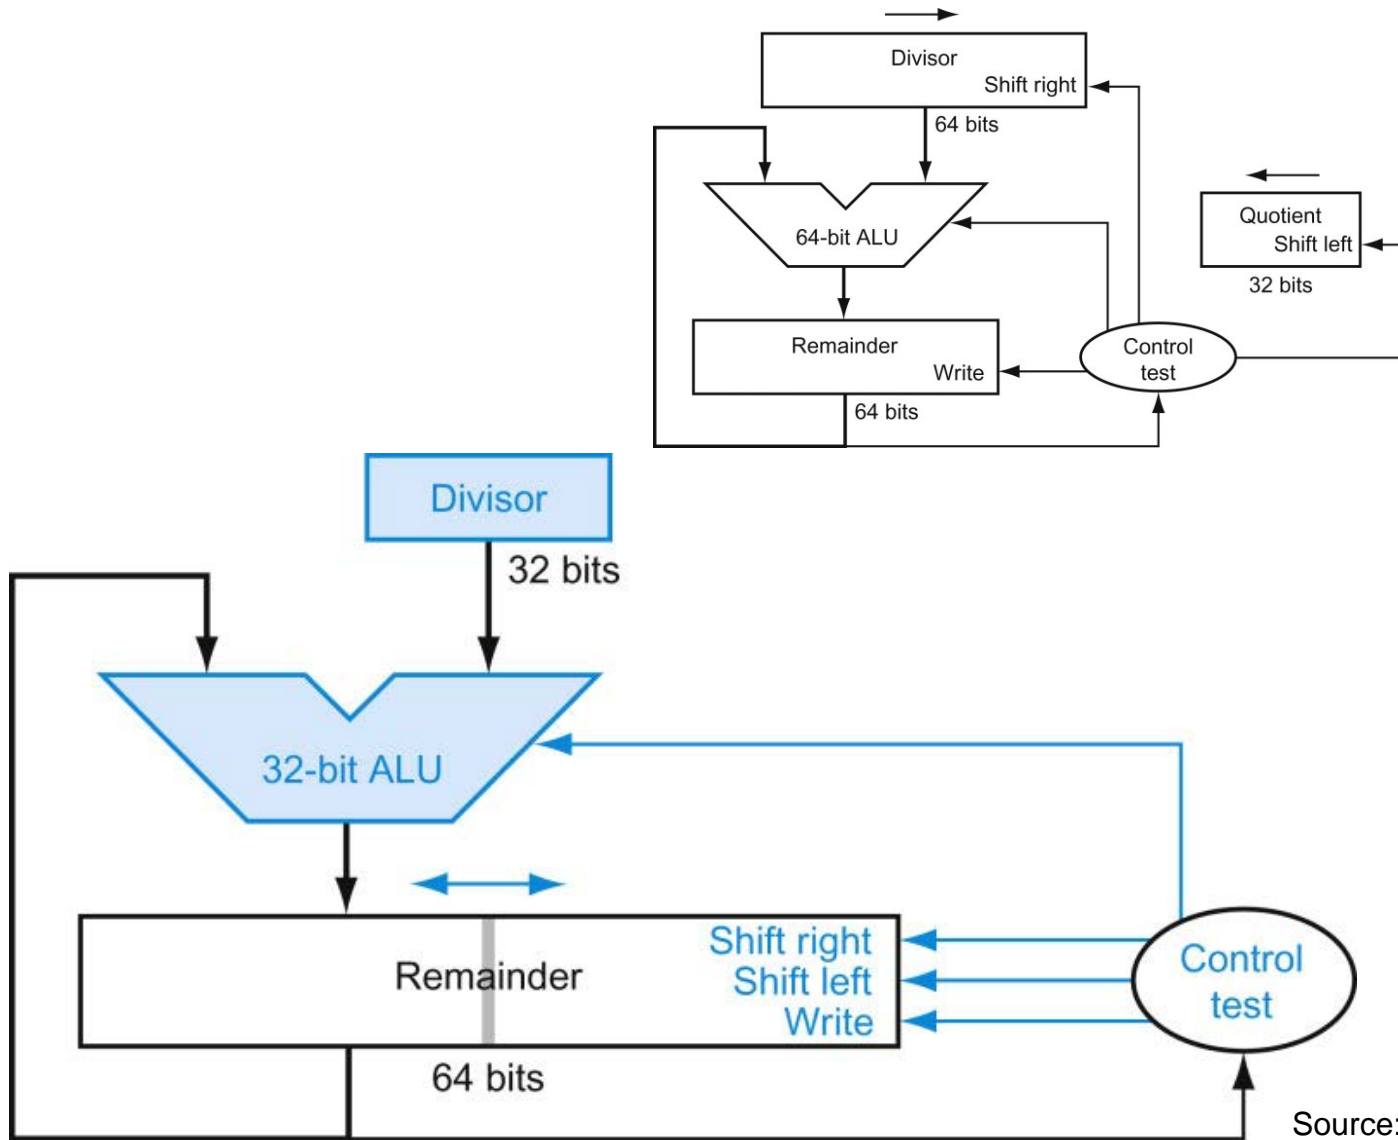 Divisor
Shift right
64 bits
64-bit ALU
Quotient
Shift left
32 bits
Remainder
Write
Control
test
64 bits
Divisor
32 bits
32-bit ALU
Remainder
Shift right
Shift left
Write
Control
test
64 bits
Source: